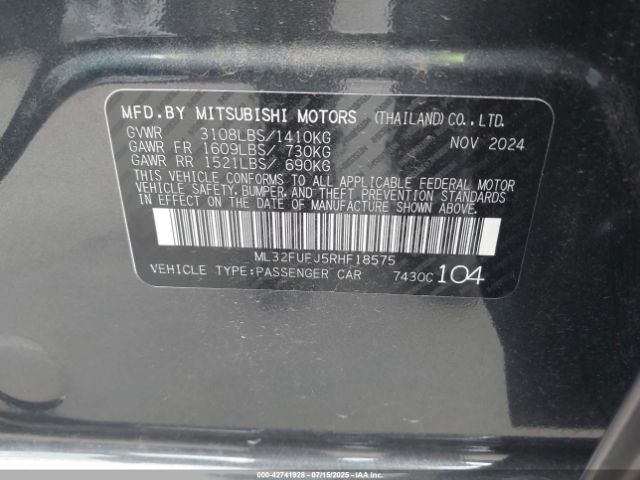 MFD.BY MITSUBISHI MOTORS (THAILAND) CO., LTD.
GVWR 3108LBS/1410KG NOV 2024
GAWR FR 1609LBS/ 730KG
GAWR RR 1521LBS/ 690KG
THIS VEHICLE CONFORMS TO ALL APPLICABLE FEDERAL MOTOR
VEHICLE SAFETY, BUMPER, AND THEFT PREVENTION STANDARDS
IN EFFECT ON THE DATE OF MANUFACTURE SHOWN ABOVE.
ML32FUFJ5RHF18575
VEHICLE TYPE:PASSENGER CAR 7430C 104
000-42741928 - 07/15/2025 - IAAI.COM